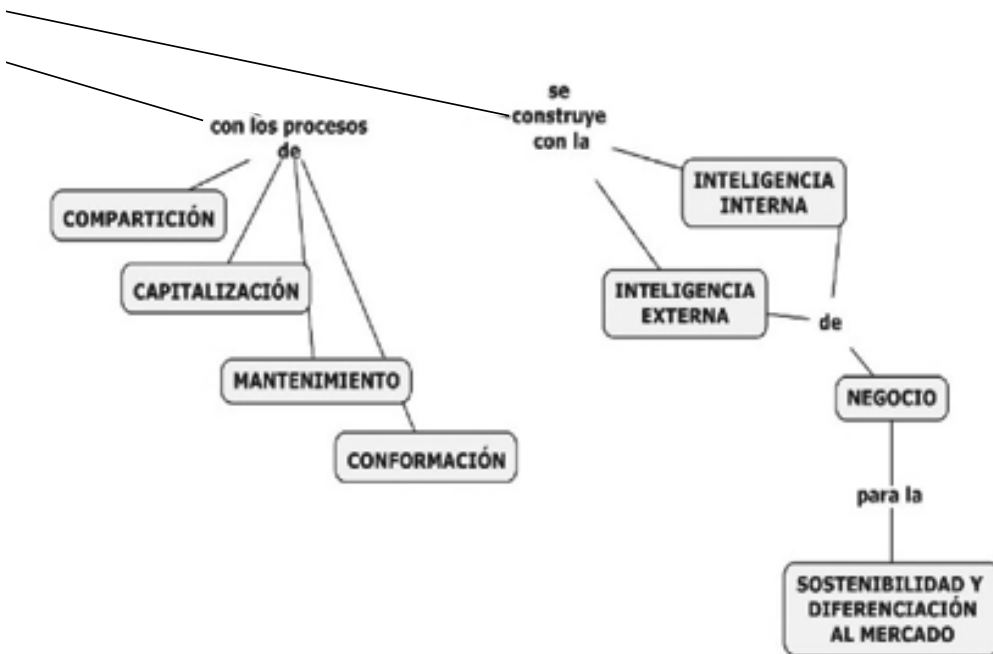 con los procesos
de
COMPARTICIÓN
CAPITALIZACIÓN
MANTENIMIENTO
CONFORMACIÓN
se
construye
con la
INTELIGENCIA
INTERNA
INTELIGENCIA
EXTERNA
de
NEGOCIO
para la
SOSTENIBILIDAD Y
DIFERENCIACIÓN
AL MERCADO